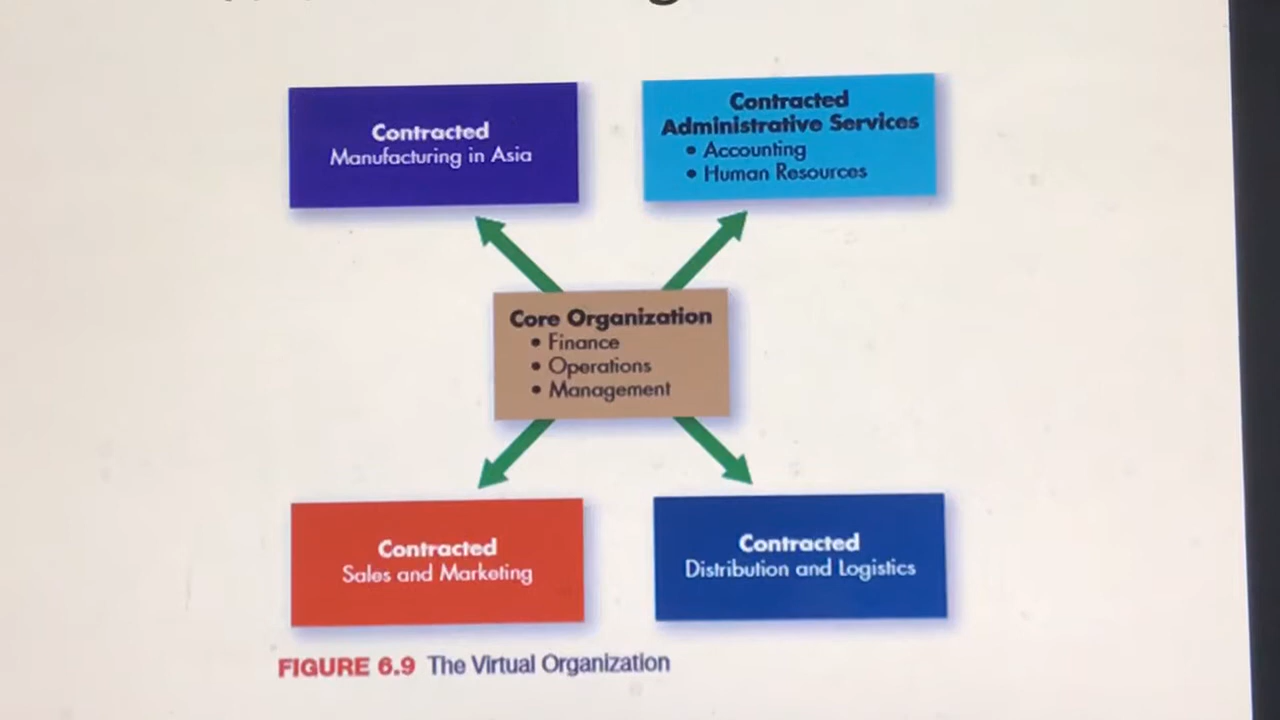 Contracted
Manufacturing in Asia
Contracted
Administrative Services
• Accounting
• Human Resources
Core Organization
• Finance
• Operations
• Management
Contracted
Sales and Marketing
Contracted
Distribution and Logistics
FIGURE 6.9 The Virtual Organization